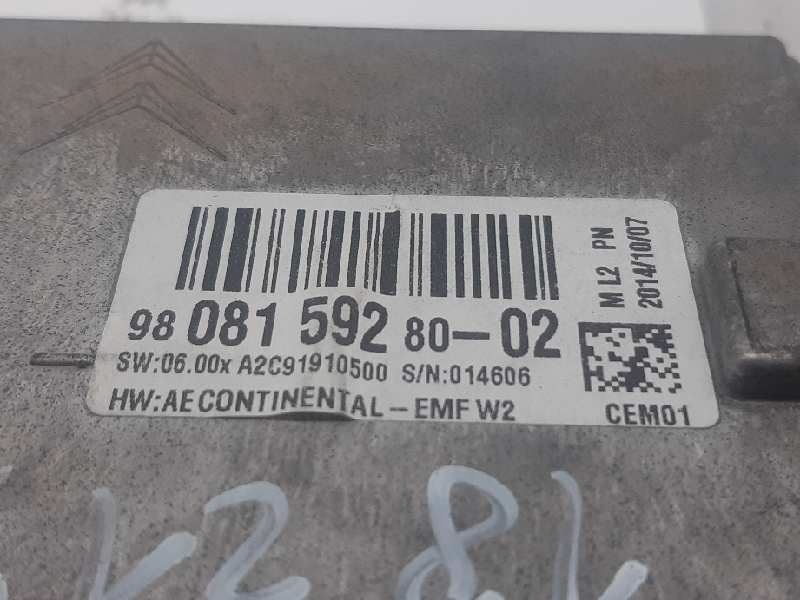 98 081 592 80-02
SW:06.00x A2C91910500 S/N:014606
HW:AE CONTINENTAL-EMF W2
M L2 PN
2014/10/07
CEM01